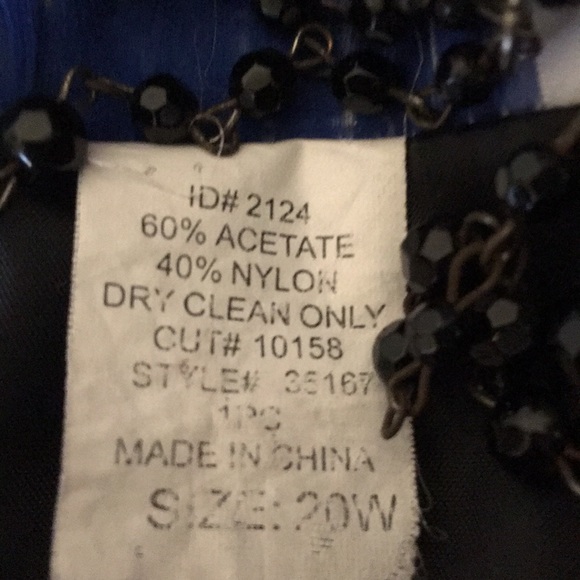 ID# 2124
60% ACETATE
40% NYLON
DRY CLEAN ONLY
CUT# 10158
STYLE# 35167
1PC
MADE IN CHINA
SIZE: 20W